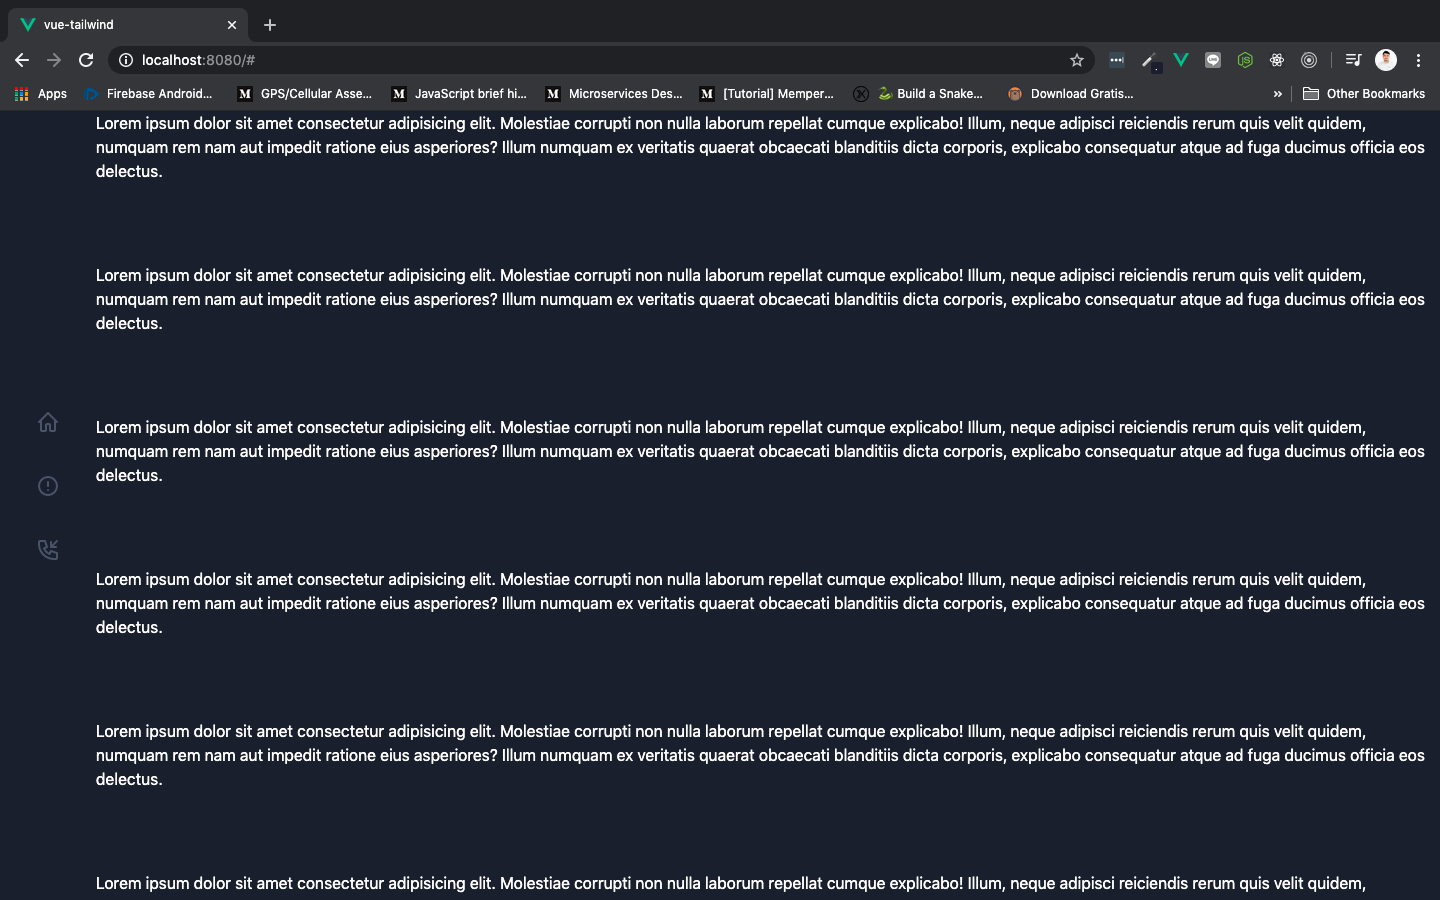 vue-tailwind
localhost:8080/#
Apps
Firebase Android...
GPS/Cellular Asse...
JavaScript brief hi...
Microservices Des...
[Tutorial] Memper...
Build a Snake...
Download Gratis...
»
Other Bookmarks
Lorem ipsum dolor sit amet consectetur adipisicing elit. Molestiae corrupti non nulla laborum repellat cumque explicabo! Illum, neque adipisci reiciendis rerum quis velit quidem,
numquam rem nam aut impedit ratione eius asperiores? Illum numquam ex veritatis quaerat obcaecati blanditiis dicta corporis, explicabo consequatur atque ad fuga ducimus officia eos
delectus.
Lorem ipsum dolor sit amet consectetur adipisicing elit. Molestiae corrupti non nulla laborum repellat cumque explicabo! Illum, neque adipisci reiciendis rerum quis velit quidem,
numquam rem nam aut impedit ratione eius asperiores? Illum numquam ex veritatis quaerat obcaecati blanditiis dicta corporis, explicabo consequatur atque ad fuga ducimus officia eos
delectus.
Lorem ipsum dolor sit amet consectetur adipisicing elit. Molestiae corrupti non nulla laborum repellat cumque explicabo! Illum, neque adipisci reiciendis rerum quis velit quidem,
numquam rem nam aut impedit ratione eius asperiores? Illum numquam ex veritatis quaerat obcaecati blanditiis dicta corporis, explicabo consequatur atque ad fuga ducimus officia eos
delectus.
Lorem ipsum dolor sit amet consectetur adipisicing elit. Molestiae corrupti non nulla laborum repellat cumque explicabo! Illum, neque adipisci reiciendis rerum quis velit quidem,
numquam rem nam aut impedit ratione eius asperiores? Illum numquam ex veritatis quaerat obcaecati blanditiis dicta corporis, explicabo consequatur atque ad fuga ducimus officia eos
delectus.
Lorem ipsum dolor sit amet consectetur adipisicing elit. Molestiae corrupti non nulla laborum repellat cumque explicabo! Illum, neque adipisci reiciendis rerum quis velit quidem,
numquam rem nam aut impedit ratione eius asperiores? Illum numquam ex veritatis quaerat obcaecati blanditiis dicta corporis, explicabo consequatur atque ad fuga ducimus officia eos
delectus.
Lorem ipsum dolor sit amet consectetur adipisicing elit. Molestiae corrupti non nulla laborum repellat cumque explicabo! Illum, neque adipisci reiciendis rerum quis velit quidem,